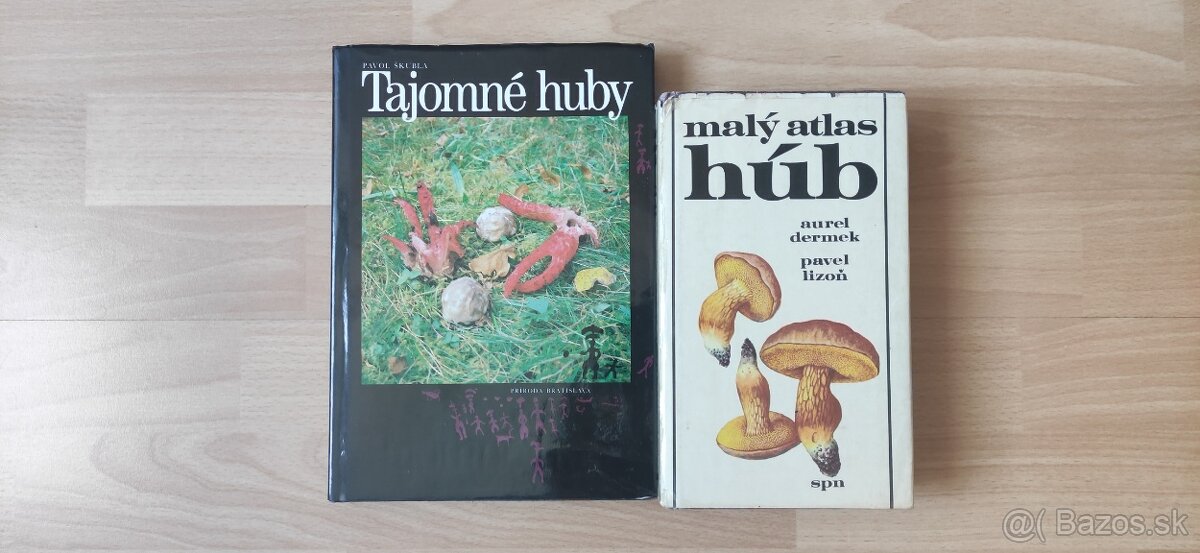 PAVOL ŠKUBLA
Tajomné huby
PRÍRODA BRATISLAVA
malý atlas
húb
aurel
dermek
pavel
lizoň
spn
@( Bazos.sk